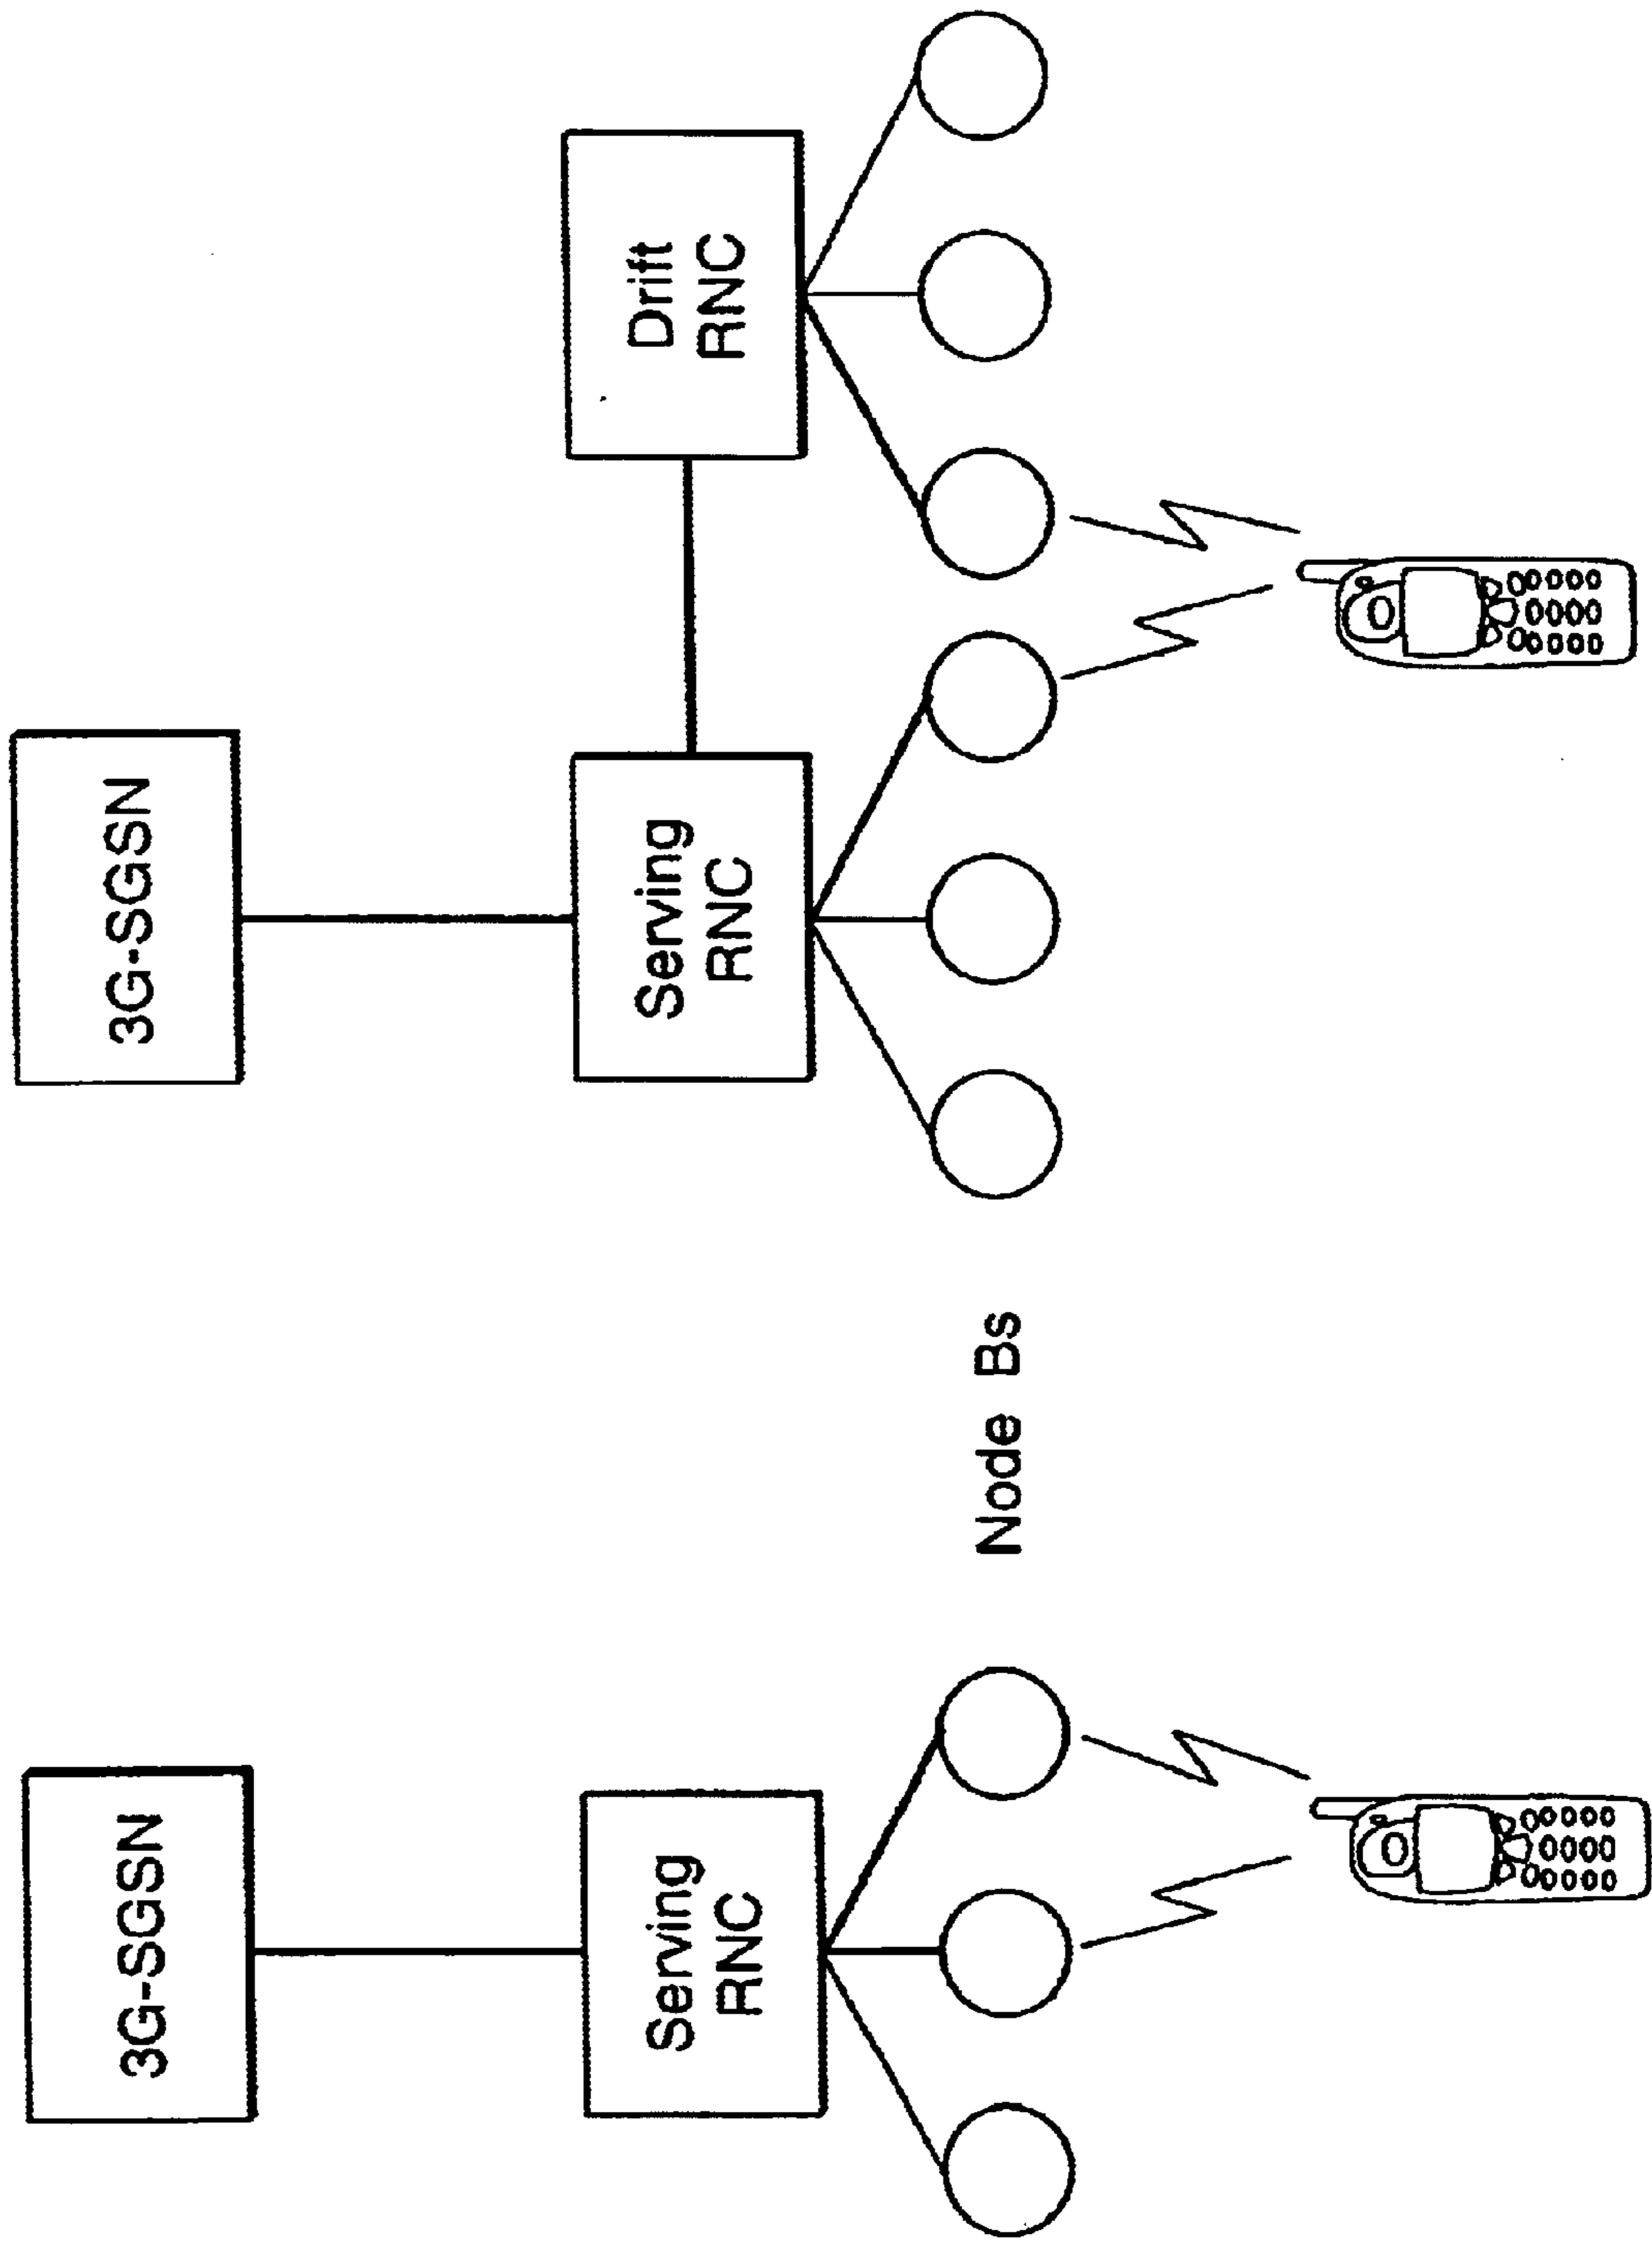 3G-SGSN
3G-SGSN
Serving
RNC
Serving
RNC
Drift
RNC
Node Bs